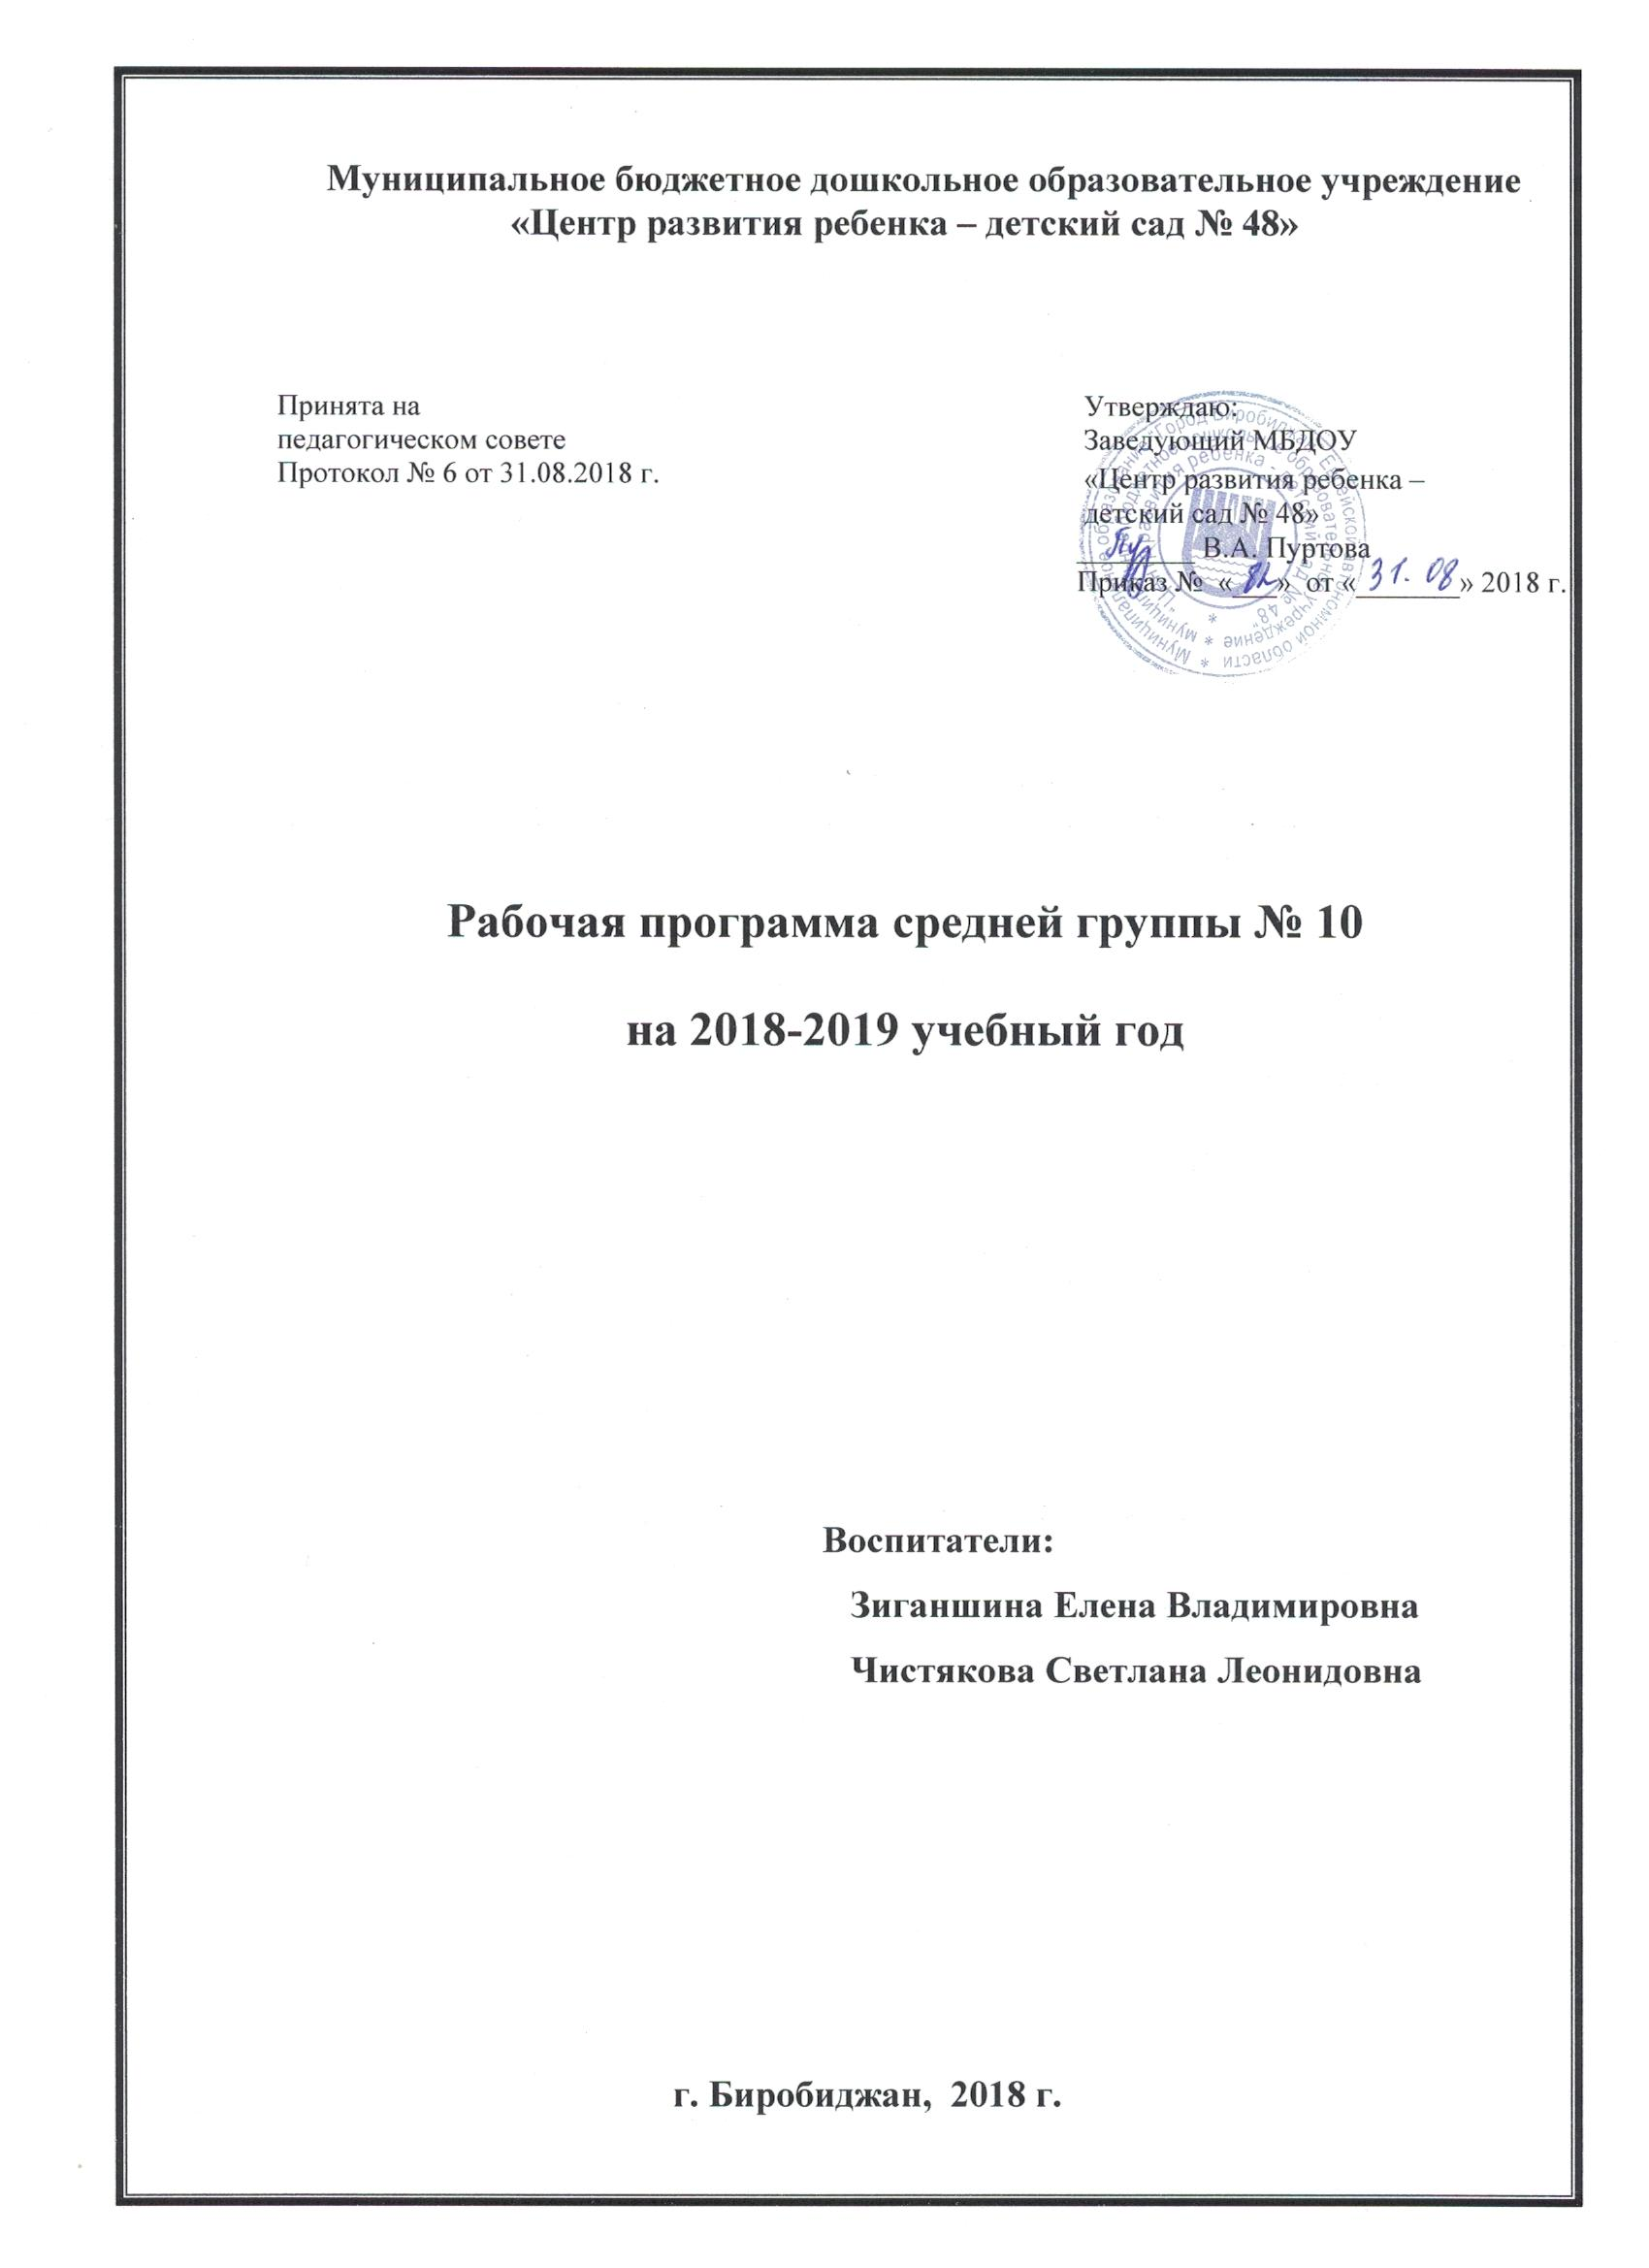 Муниципальное бюджетное дошкольное образовательное учреждение
«Центр развития ребенка – детский сад № 48»
Принята на
педагогическом совете
Протокол № 6 от 31.08.2018 г.
Утверждаю:
Заведующий МБДОУ
«Центр развития ребенка –
детский сад № 48»
В.А. Пуртова
Приказ № « » от «31.08» 2018 г.
Рабочая программа средней группы № 10
на 2018-2019 учебный год
Воспитатели:
Зиганшина Елена Владимировна
Чистякова Светлана Леонидовна
г. Биробиджан, 2018 г.